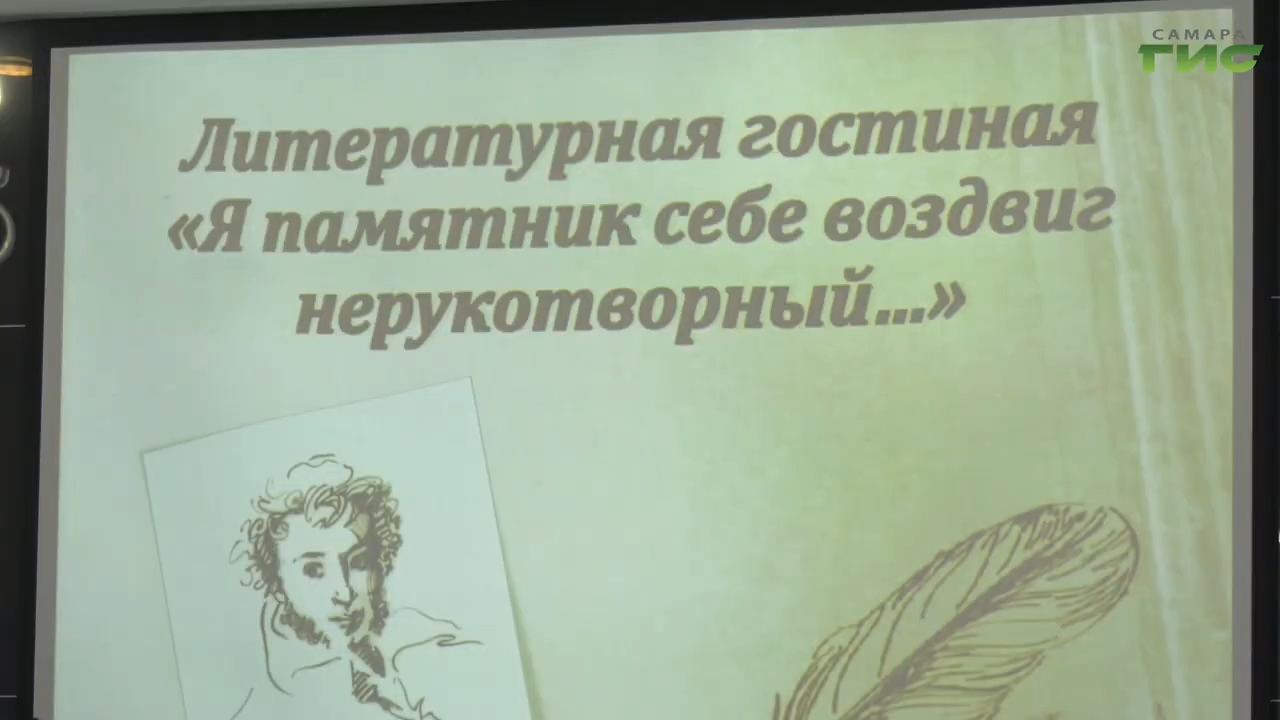 САМАРА
ГИС
Литературная гостиная
«Я памятник себе воздвиг
нерукотворный...»